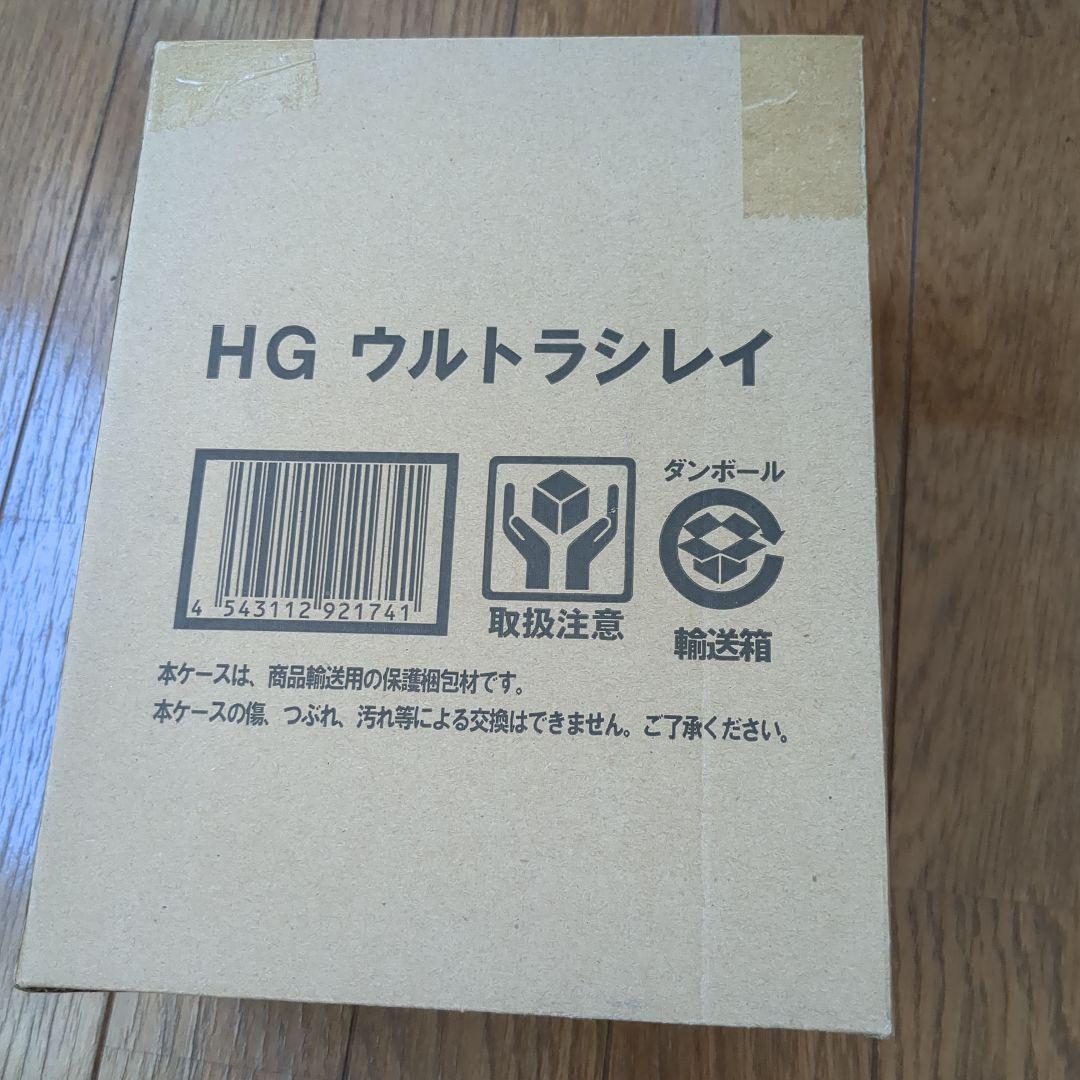 HG ウルトラシレイ
ダンボール
4 543112 921741
取扱注意
輸送箱
本ケースは、商品輸送用の保護梱包材です。
本ケースの傷、つぶれ、汚れ等による交換はできません。ご了承ください。